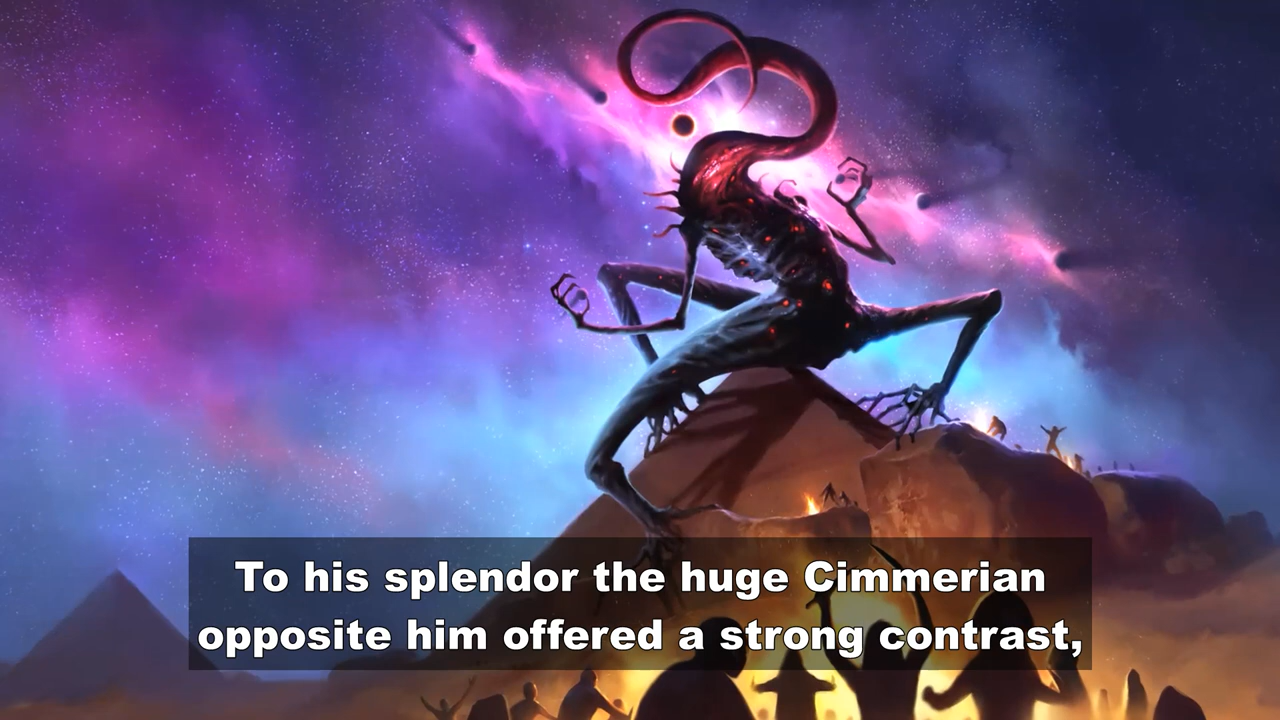 To his splendor the huge Cimmerian
opposite him offered a strong contrast,